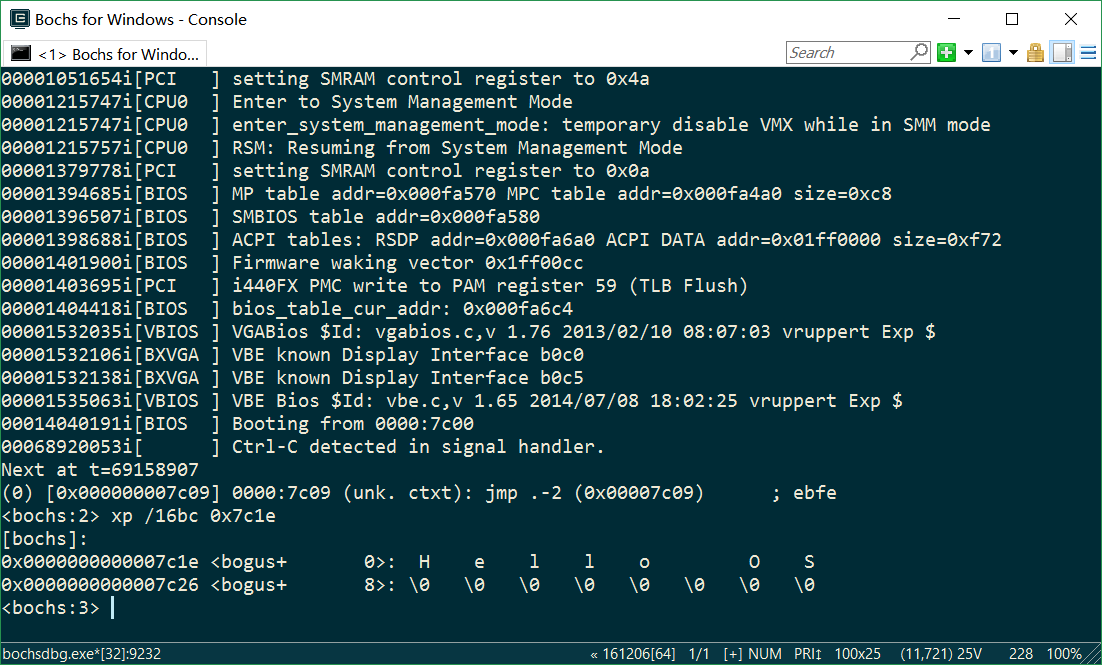 Bochs for Windows - Console
<1> Bochs for Windo...
Search
00001051654i[PCI   ] setting SMRAM control register to 0x4a
00001215747i[CPU0  ] Enter to System Management Mode
00001215747i[CPU0  ] enter_system_management_mode: temporary disable VMX while in SMM mode
00001215757i[CPU0  ] RSM: Resuming from System Management Mode
00001379778i[PCI   ] setting SMRAM control register to 0x0a
00001394685i[BIOS  ] MP table addr=0x000fa570 MPC table addr=0x000fa4a0 size=0xc8
00001396507i[BIOS  ] SMBIOS table addr=0x000fa580
00001398688i[BIOS  ] ACPI tables: RSDP addr=0x000fa6a0 ACPI DATA addr=0x01ff0000 size=0xf72
00001401900i[BIOS  ] Firmware waking vector 0x1ff00cc
00001403695i[PCI   ] i440FX PMC write to PAM register 59 (TLB Flush)
00001404418i[BIOS  ] bios_table_cur_addr: 0x000fa6c4
00001532035i[VBIOS ] VGABios $Id: vgabios.c,v 1.76 2013/02/10 08:07:03 vruppert Exp $
00001532106i[BXVGA ] VBE known Display Interface b0c0
00001532138i[BXVGA ] VBE known Display Interface b0c5
00001535063i[VBIOS ] VBE Bios $Id: vbe.c,v 1.65 2014/07/08 18:02:25 vruppert Exp $
00014040191i[BIOS  ] Booting from 0000:7c00
00068920053i[      ] Ctrl-C detected in signal handler.
Next at t=69158907
(0) [0x000000007c09] 0000:7c09 (unk. ctxt): jmp .-2 (0x00007c09)      ; ebfe
<bochs:2> xp /16bc 0x7c1e
[bochs]:
0x0000000000007c1e <bogus+       0>:  H    e    l    l    o         O    S
0x0000000000007c26 <bogus+       8>: \0   \0   \0   \0   \0   \0   \0   \0
<bochs:3>
bochsdbg.exe*[32]:9232 « 161206[64] 1/1 [+] NUM PRI↕ 100x25 (11,721) 25V 228 100%